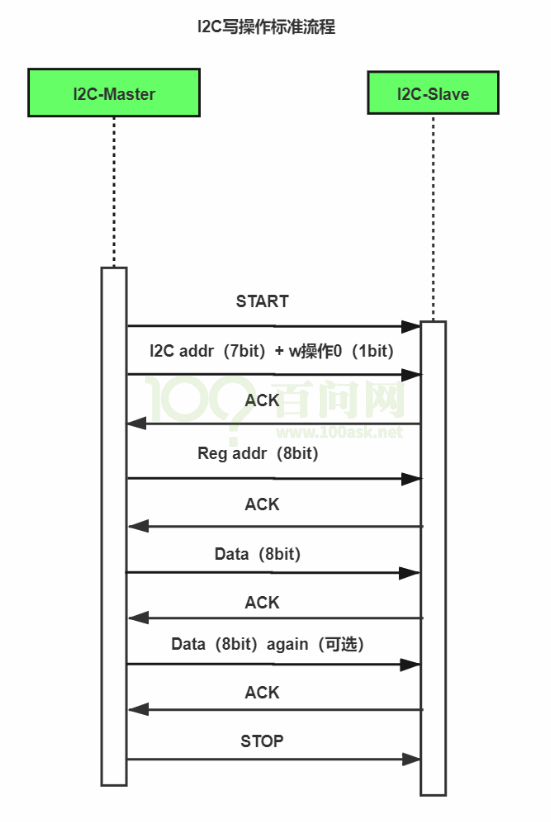 I2C写操作标准流程
I2C-Master
I2C-Slave
START
I2C addr（7bit）+ w操作0（1bit）
100? 百问网
ACK
www.100ask.net
Reg addr（8bit）
ACK
Data（8bit）
ACK
Data（8bit）again（可选）
ACK
STOP